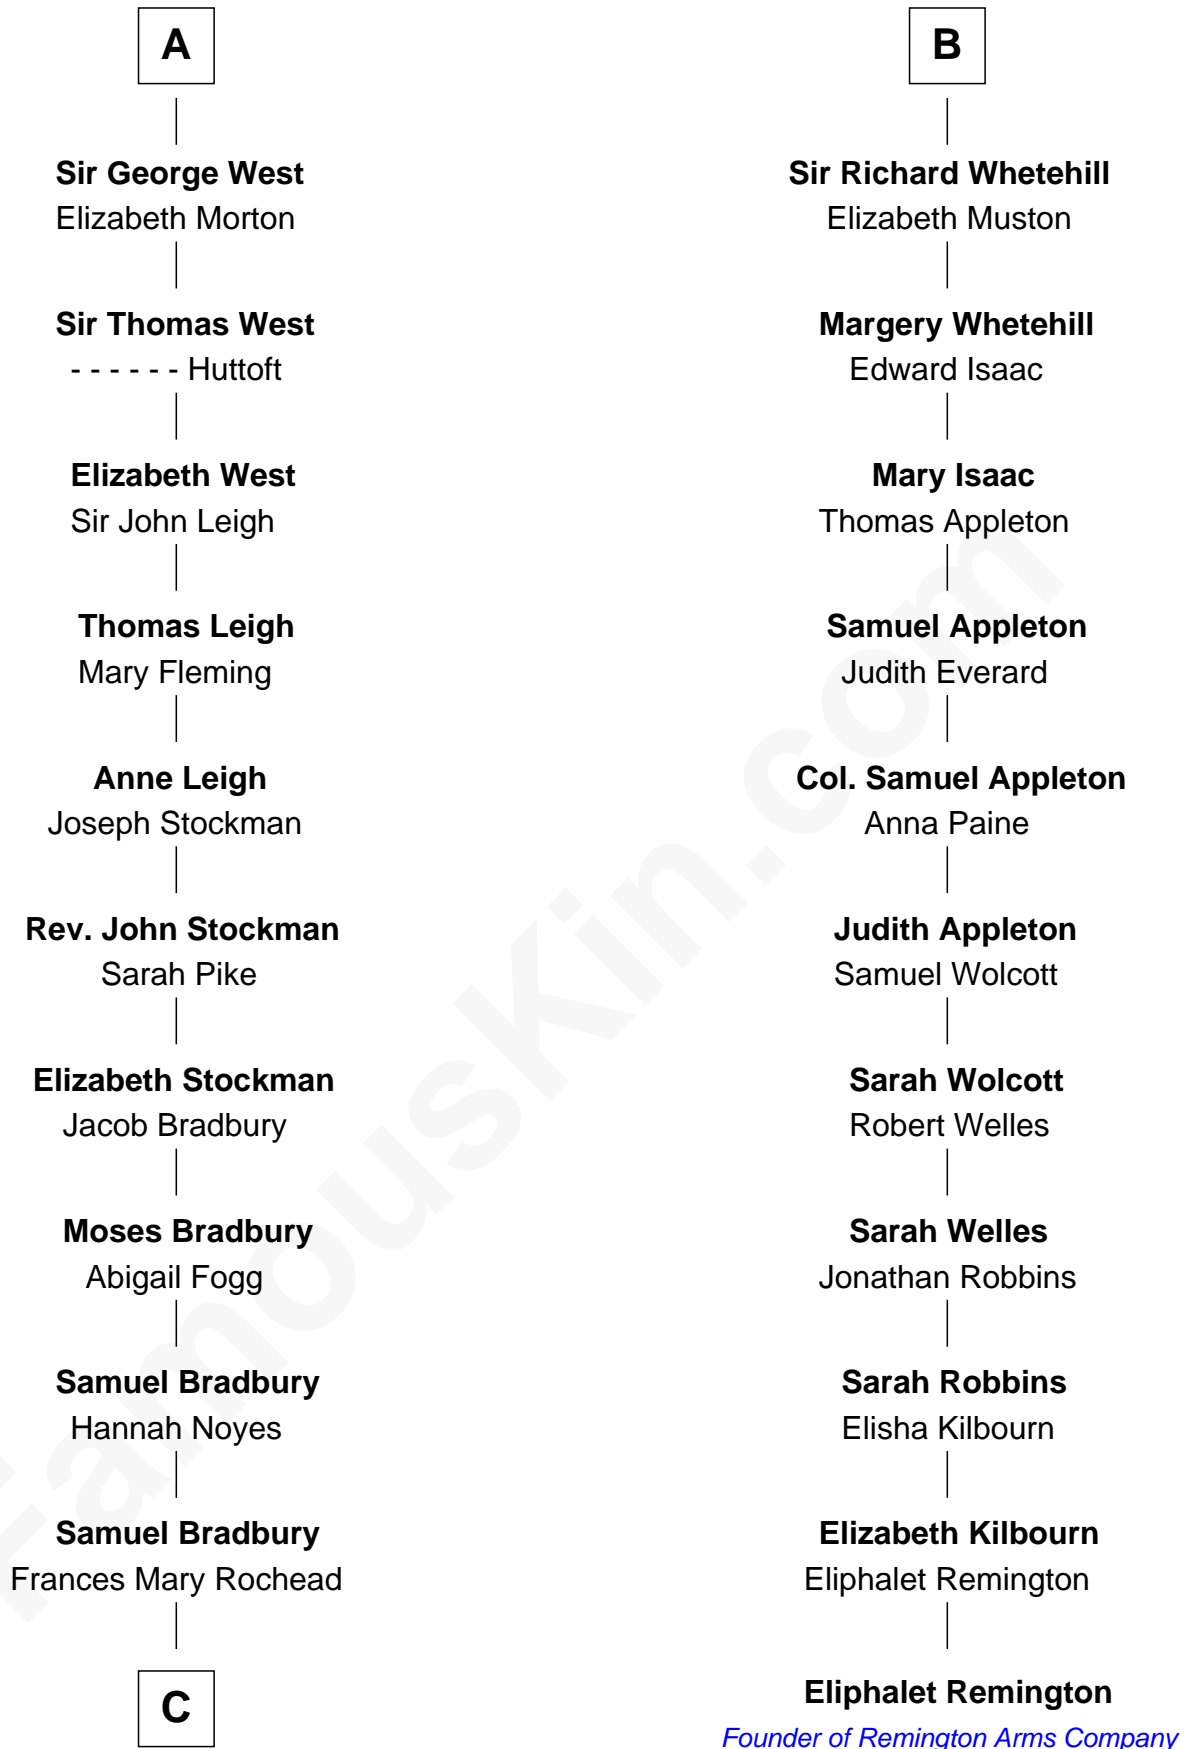 A
Sir George West
Elizabeth Morton
Sir Thomas West
- - - - - - Huttoft
Elizabeth West
Sir John Leigh
Thomas Leigh
Mary Fleming
Anne Leigh
Joseph Stockman
Rev. John Stockman
Sarah Pike
Elizabeth Stockman
Jacob Bradbury
Moses Bradbury
Abigail Fogg
Samuel Bradbury
Hannah Noyes
Samuel Bradbury
Frances Mary Rochead
C
B
Sir Richard Whetehill
Elizabeth Muston
Margery Whetehill
Edward Isaac
Mary Isaac
Thomas Appleton
Samuel Appleton
Judith Everard
Col. Samuel Appleton
Anna Paine
Judith Appleton
Samuel Wolcott
Sarah Wolcott
Robert Welles
Sarah Welles
Jonathan Robbins
Sarah Robbins
Elisha Kilbourn
Elizabeth Kilbourn
Eliphalet Remington
Eliphalet Remington
Founder of Remington Arms Company
FamousKin.com